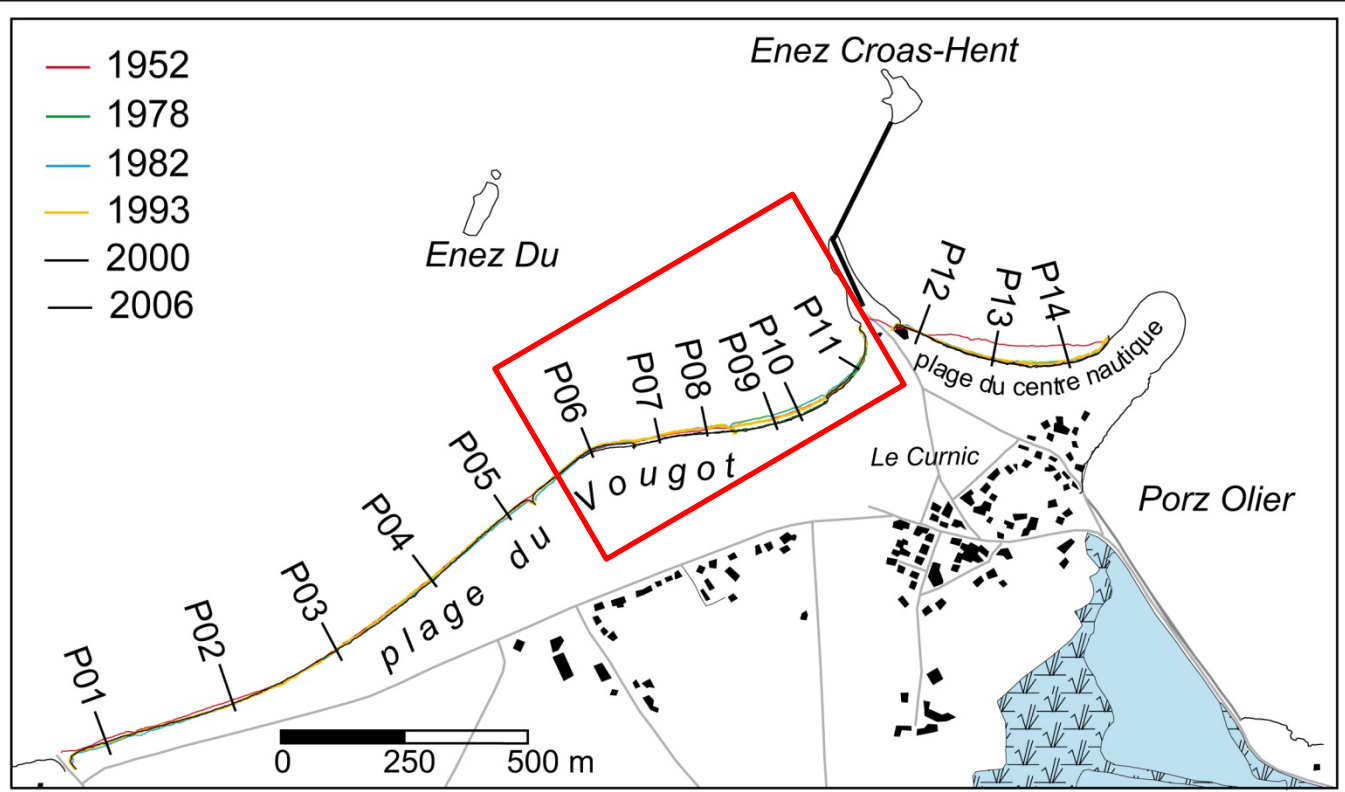 1952
1978
1982
1993
2000
2006
Enez Croas-Hent
Enez Du
P12
P13
P14
plage du centre nautique
P11
P10
P09
P08
P07
P06
P05
P04
P03
P02
P01
plage du Vougot
Le Curnic
Porz Olier
0 250 500 m